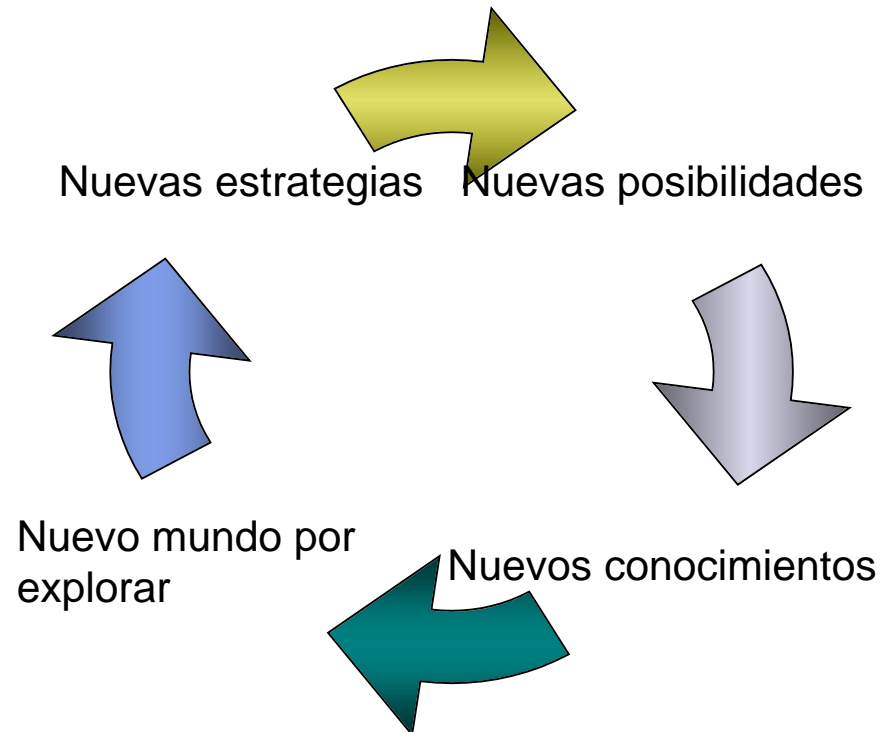 Nuevas estrategias
Nuevas posibilidades
Nuevo mundo por
explorar
Nuevos conocimientos